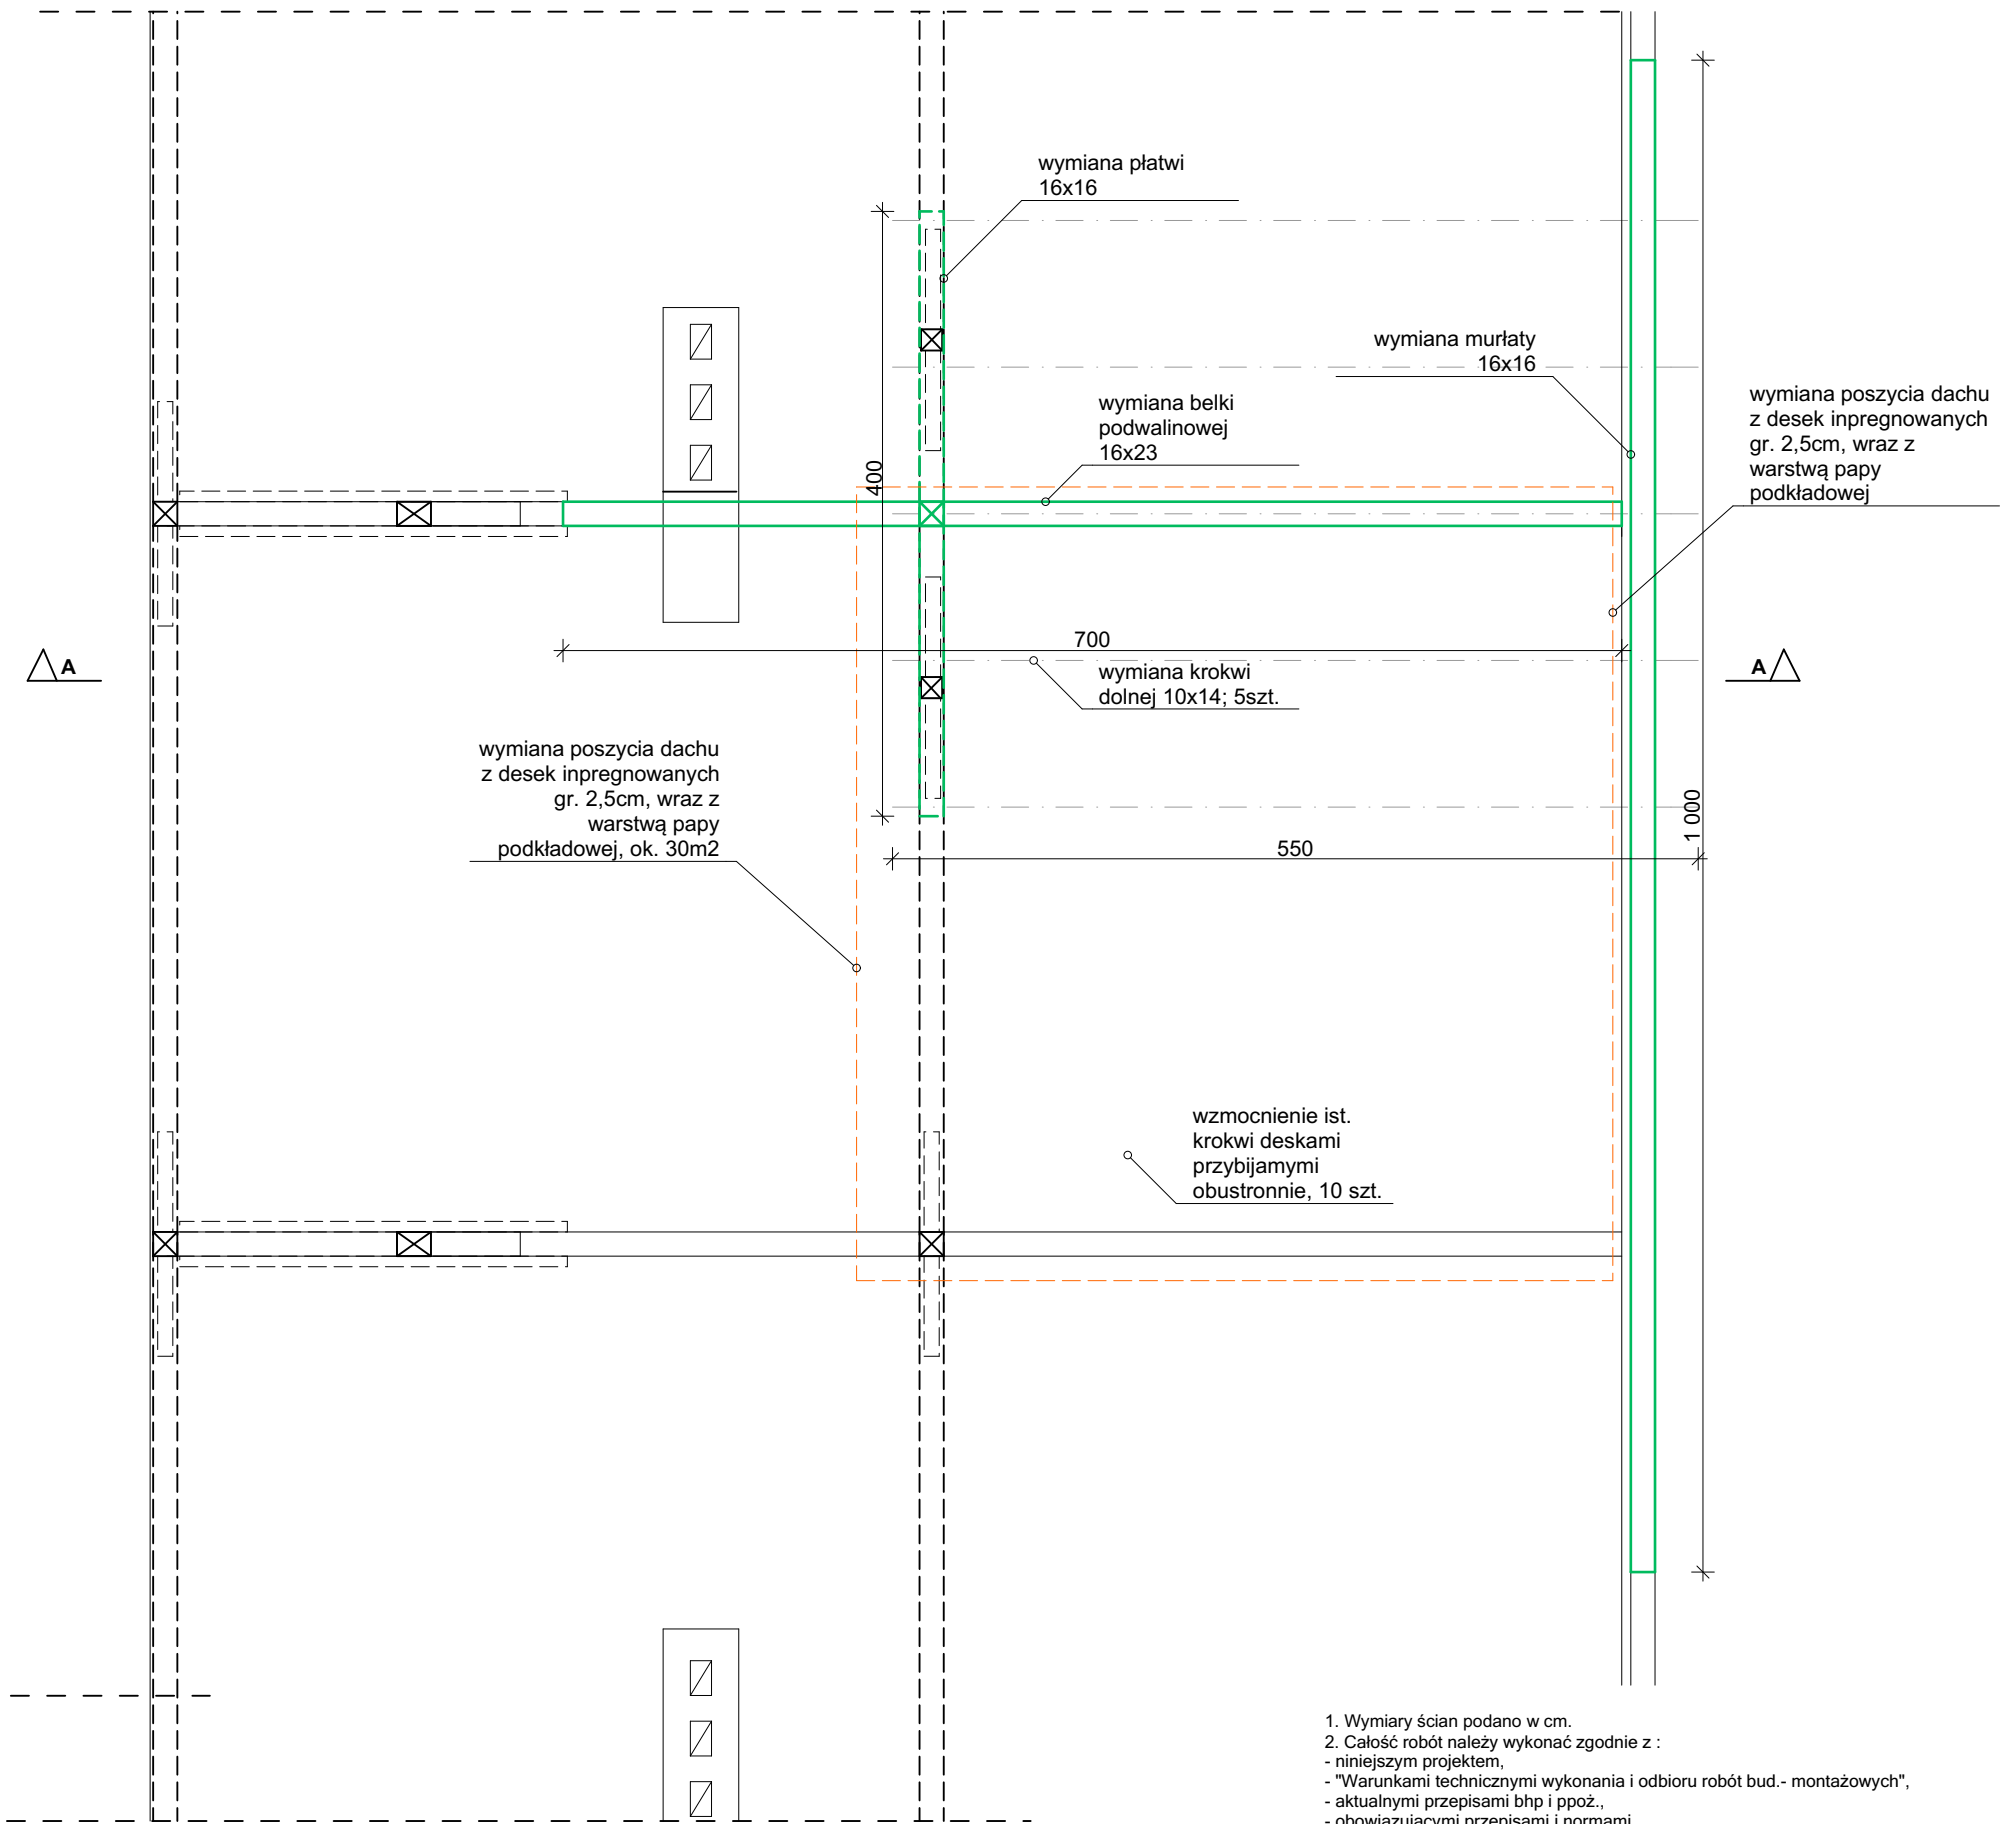 wymiana płatwi
16x16
wymiana murłaty
16x16
wymiana belki
podwalinowej
16x23
wymiana poszycia dachu
z desek inpregnowanych
gr. 2,5cm, wraz z
warstwą papy
podkładowej
400
700
A
A
wymiana krokwi
dolnej 10x14; 5szt.
wymiana poszycia dachu
z desek inpregnowanych
gr. 2,5cm, wraz z
warstwą papy
podkładowej, ok. 30m2
1 000
550
wzmocnienie ist.
krokwi deskami
przybijamymi
obustronnie, 10 szt.
1. Wymiary ścian podano w cm.
2. Całość robót należy wykonać zgodnie z :
- niniejszym projektem,
- "Warunkami technicznymi wykonania i odbioru robót bud.- montażowych",
- aktualnymi przepisami bhp i ppoż.,
- obowiązującymi przepisami i normami